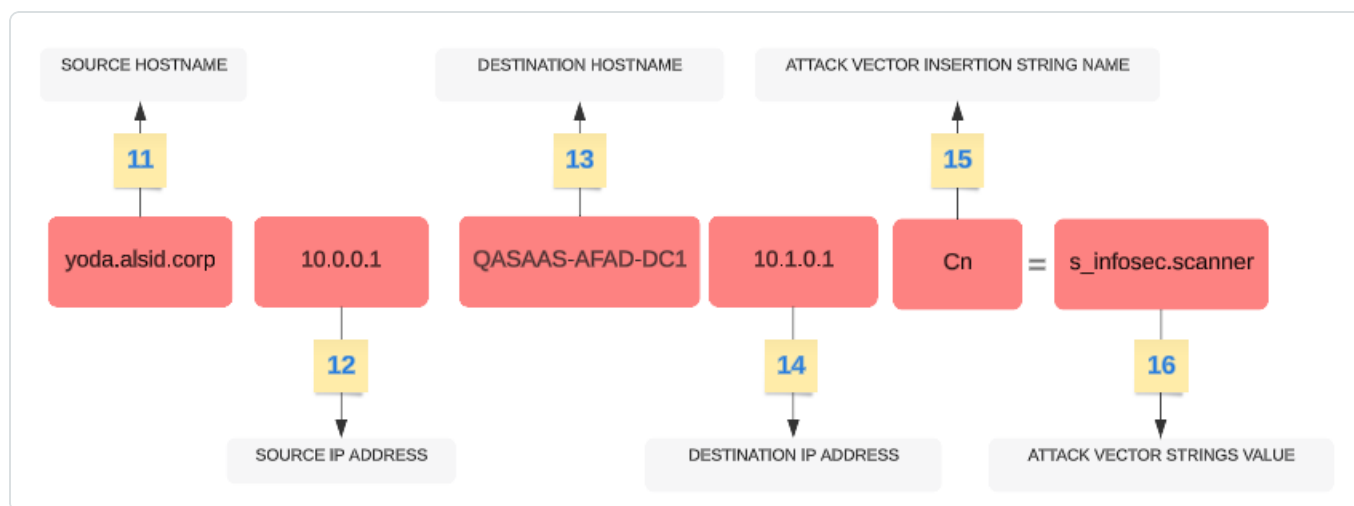 SOURCE HOSTNAME
DESTINATION HOSTNAME
ATTACK VECTOR INSERTION STRING NAME
11
13
15
yoda.alsid.corp
10.0.0.1
QASAAS-AFAD-DC1
10.1.0.1
Cn
=
s_infosec.scanner
12
14
16
SOURCE IP ADDRESS
DESTINATION IP ADDRESS
ATTACK VECTOR STRINGS VALUE